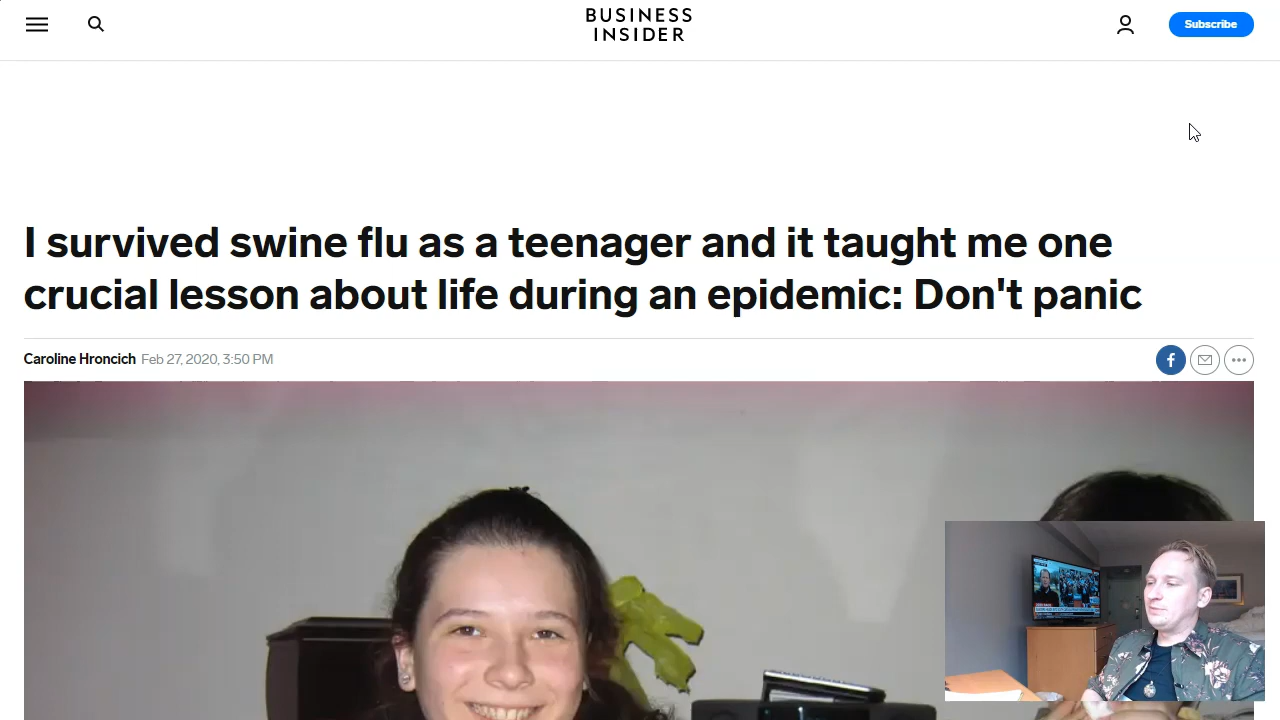 BUSINESS
INSIDER
Subscribe
I survived swine flu as a teenager and it taught me one
crucial lesson about life during an epidemic: Don't panic
Caroline Hroncich Feb 27, 2020, 3:50 PM